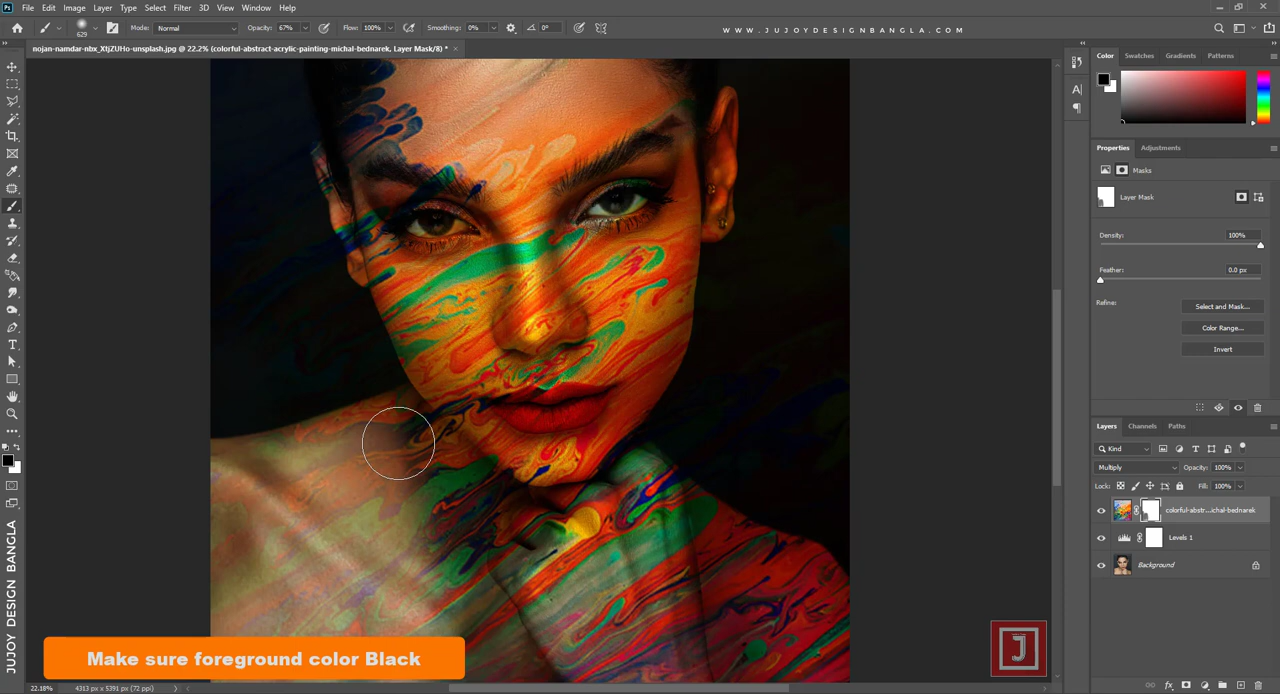 File Edit Image Layer Type Select Filter 3D View Window Help
629 Mode: Normal Opacity: 67% Flow: 100% Smoothing: 0% 0°
WWW.JUJOYDESIGNBANGLA.COM
nojan-namdar-nbx_XtjZUHo-unsplash.jpg @ 22.2% (colorful-abstract-acrylic-painting-michal-bednarek, Layer Mask/8) *
Color Swatches Gradients Patterns
Properties Adjustments
Masks
Layer Mask
Density: 100%
Feather: 0.0 px
Refine: Select and Mask...
Color Range...
Invert
Layers Channels Paths
Kind
Multiply Opacity: 100%
Lock: Fill: 100%
colorful-abstr...ichal-bednarek
Levels 1
Background
JUJOY DESIGN BANGLA
Make sure foreground color Black
J
22.18% 4313 px x 5391 px (72 ppi)